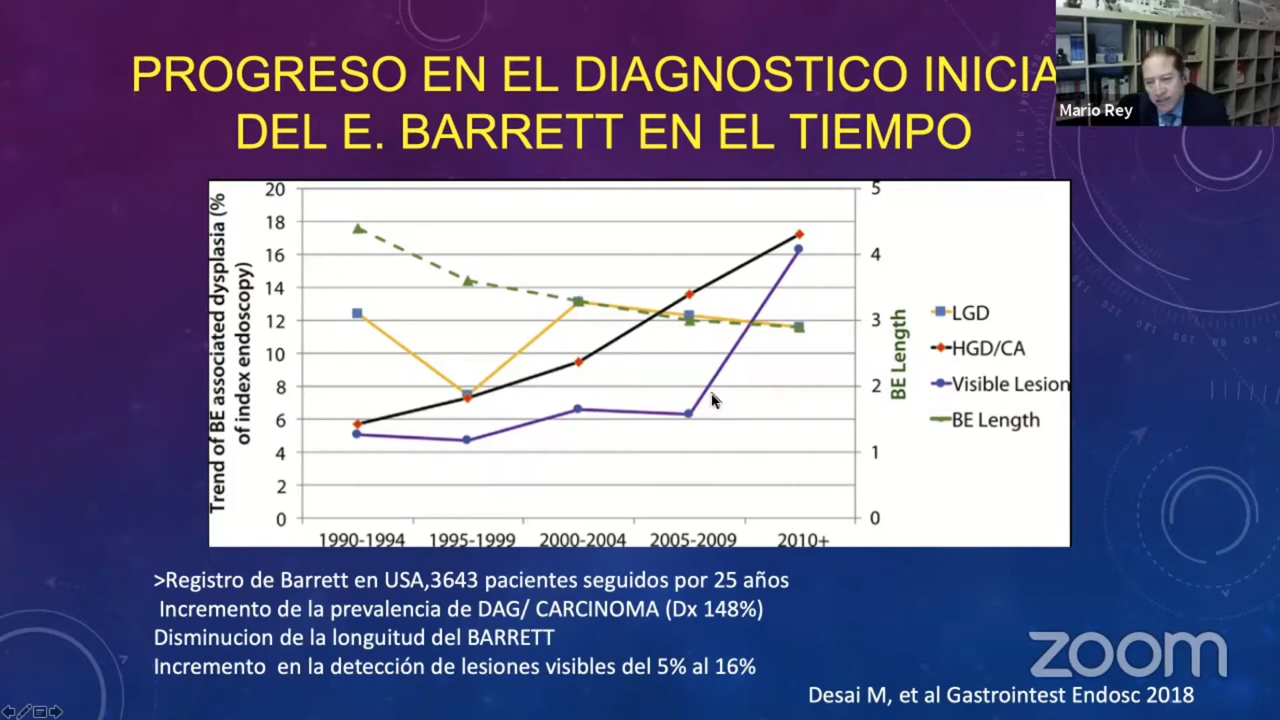 PROGRESO EN EL DIAGNOSTICO INICIA
DEL E. BARRETT EN EL TIEMPO
Mario Rey
Trend of BE associated dysplasia (%
of index endoscopy)
20
18
16
14
12
10
8
6
4
2
0
5
4
3
2
1
0
BE Length
1990-1994 1995-1999 2000-2004 2005-2009 2010+
LGD
HGD/CA
Visible Lesion
BE Length
>Registro de Barrett en USA,3643 pacientes seguidos por 25 años
Incremento de la prevalencia de DAG/ CARCINOMA (Dx 148%)
Disminucion de la longuitud del BARRETT
Incremento en la detección de lesiones visibles del 5% al 16%
zoom
Desai M, et al Gastrointest Endosc 2018